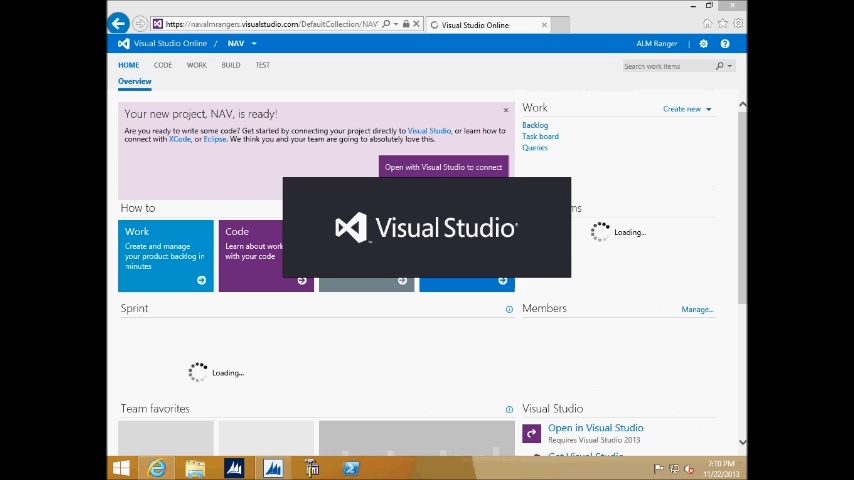 https://navalmrangers.visualstudio.com/DefaultCollection/NAV
Visual Studio Online
Visual Studio Online / NAV
ALM Ranger
HOME CODE WORK BUILD TEST
Search work items
Overview
Your new project, NAV, is ready!
Are you ready to write some code? Get started by connecting your project directly to Visual Studio, or learn how to
connect with XCode, or Eclipse. We think you and your team are going to absolutely love this.
Open with Visual Studio to connect
Work
Create new
Backlog
Task board
Queries
Visual Studio
How to
Work
Create and manage
your product backlog in
minutes
Code
Learn about
with your code
Loading...
Sprint
Loading...
Members
Manage...
Team favorites
Visual Studio
Open in Visual Studio
Requires Visual Studio 2013
7:10 PM
11/22/2013